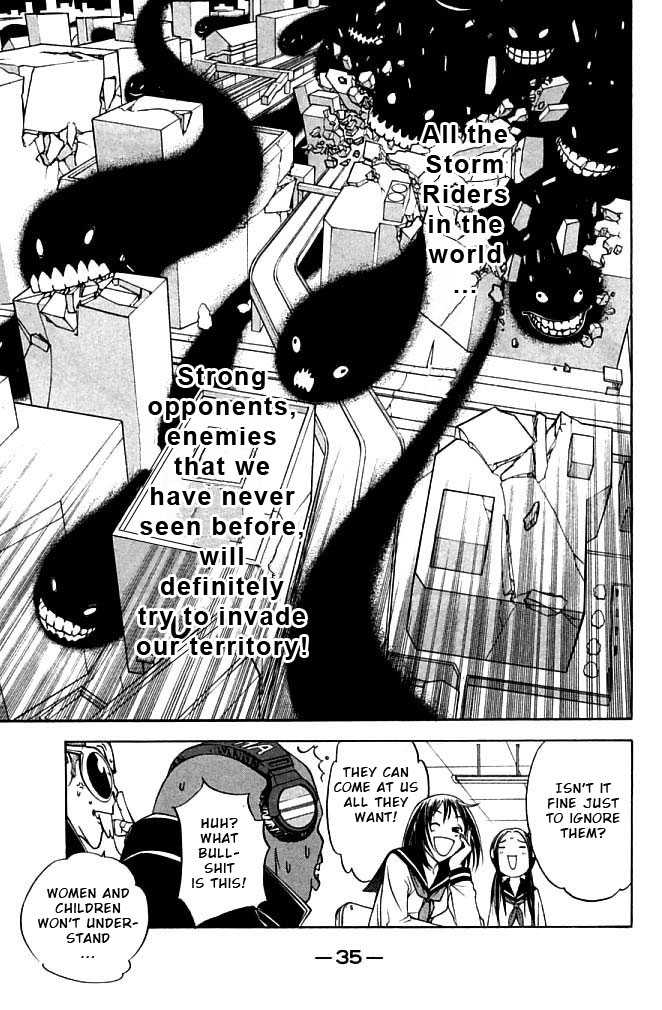 All the
Storm
Riders
in the
world
...
Strong
opponents,
enemies
that we
have never
seen before,
will
definitely
try to invade
our territory!
ISN'T IT
FINE JUST
TO IGNORE
THEM?
THEY CAN
COME AT US
ALL THEY
WANT!
HUH?
WHAT
BULL-
SHIT
IS THIS!
WOMEN AND
CHILDREN
WON'T UNDER-
STAND
...
—35—